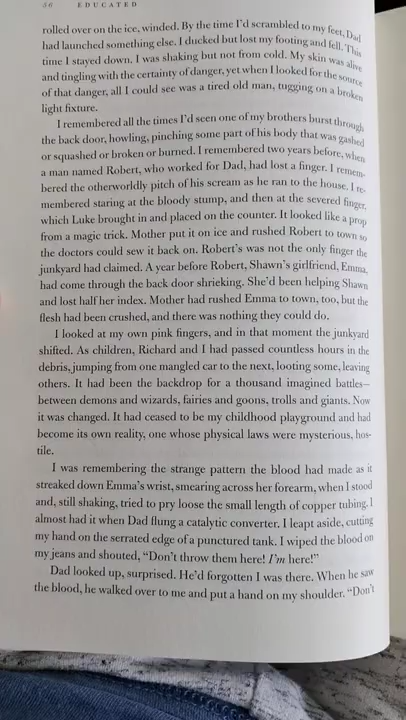 56 EDUCATED
rolled over on the ice, winded. By the time I'd scrambled to my feet, Dad
had launched something else. I ducked but lost my footing and fell. This
time I stayed down. I was shaking but not from cold. My skin was alive
and tingling with the certainty of danger, yet when I looked for the source
of that danger, all I could see was a tired old man, tugging on a broken
light fixture.
I remembered all the times I'd seen one of my brothers burst through
the back door, howling, pinching some part of his body that was gashed
or squashed or broken or burned. I remembered two years before, when
a man named Robert, who worked for Dad, had lost a finger. I remem-
bered the otherworldly pitch of his scream as he ran to the house. I re-
membered staring at the bloody stump, and then at the severed finger,
which Luke brought in and placed on the counter. It looked like a prop
from a magic trick. Mother put it on ice and rushed Robert to town so
the doctors could sew it back on. Robert's was not the only finger the
junkyard had claimed. A year before Robert, Shawn's girlfriend, Emma,
had come through the back door shrieking. She'd been helping Shawn
and lost half her index. Mother had rushed Emma to town, too, but the
flesh had been crushed, and there was nothing they could do.
I looked at my own pink fingers, and in that moment the junkyard
shifted. As children, Richard and I had passed countless hours in the
debris, jumping from one mangled car to the next, looting some, leaving
others. It had been the backdrop for a thousand imagined battles—
between demons and wizards, fairies and goons, trolls and giants. Now
it was changed. It had ceased to be my childhood playground and had
become its own reality, one whose physical laws were mysterious, hos-
tile.
I was remembering the strange pattern the blood had made as it
streaked down Emma's wrist, smearing across her forearm, when I stood
and, still shaking, tried to pry loose the small length of copper tubing. I
almost had it when Dad flung a catalytic converter. I leapt aside, cutting
my hand on the serrated edge of a punctured tank. I wiped the blood on
my jeans and shouted, "Don't throw them here! I'm here!"
Dad looked up, surprised. He'd forgotten I was there. When he saw
the blood, he walked over to me and put a hand on my shoulder. "Don't